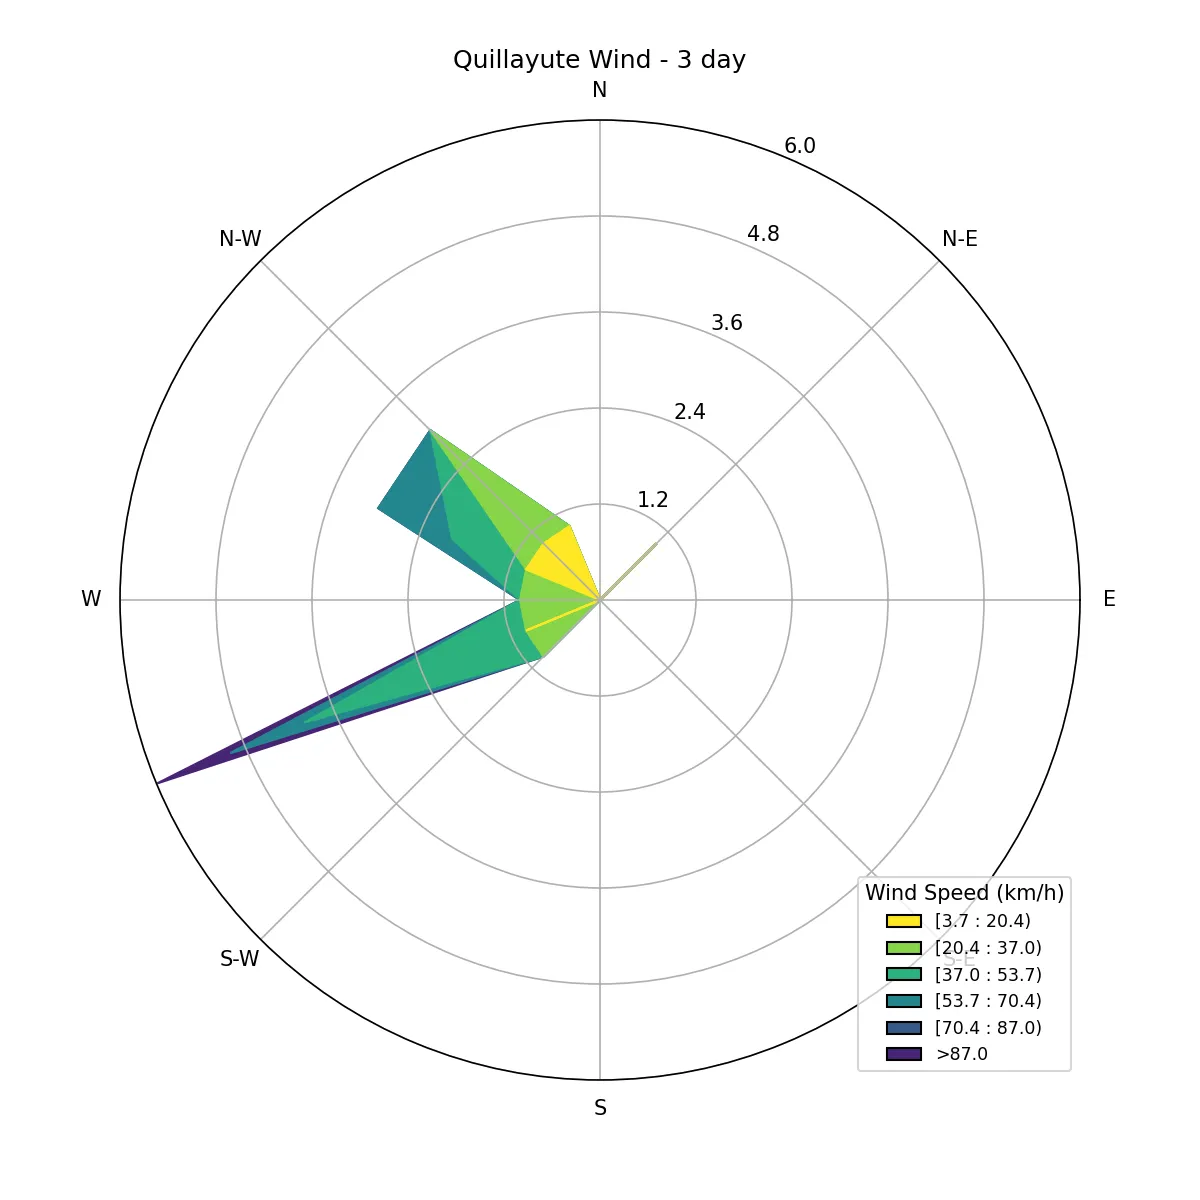 Quillayute Wind - 3 day
N
6.0
N-W
4.8
N-E
3.6
2.4
1.2
W
E
Wind Speed (km/h)
[3.7 : 20.4)
[20.4 : 37.0)
S-W
S-E
[37.0 : 53.7)
[53.7 : 70.4)
[70.4 : 87.0)
>87.0
S